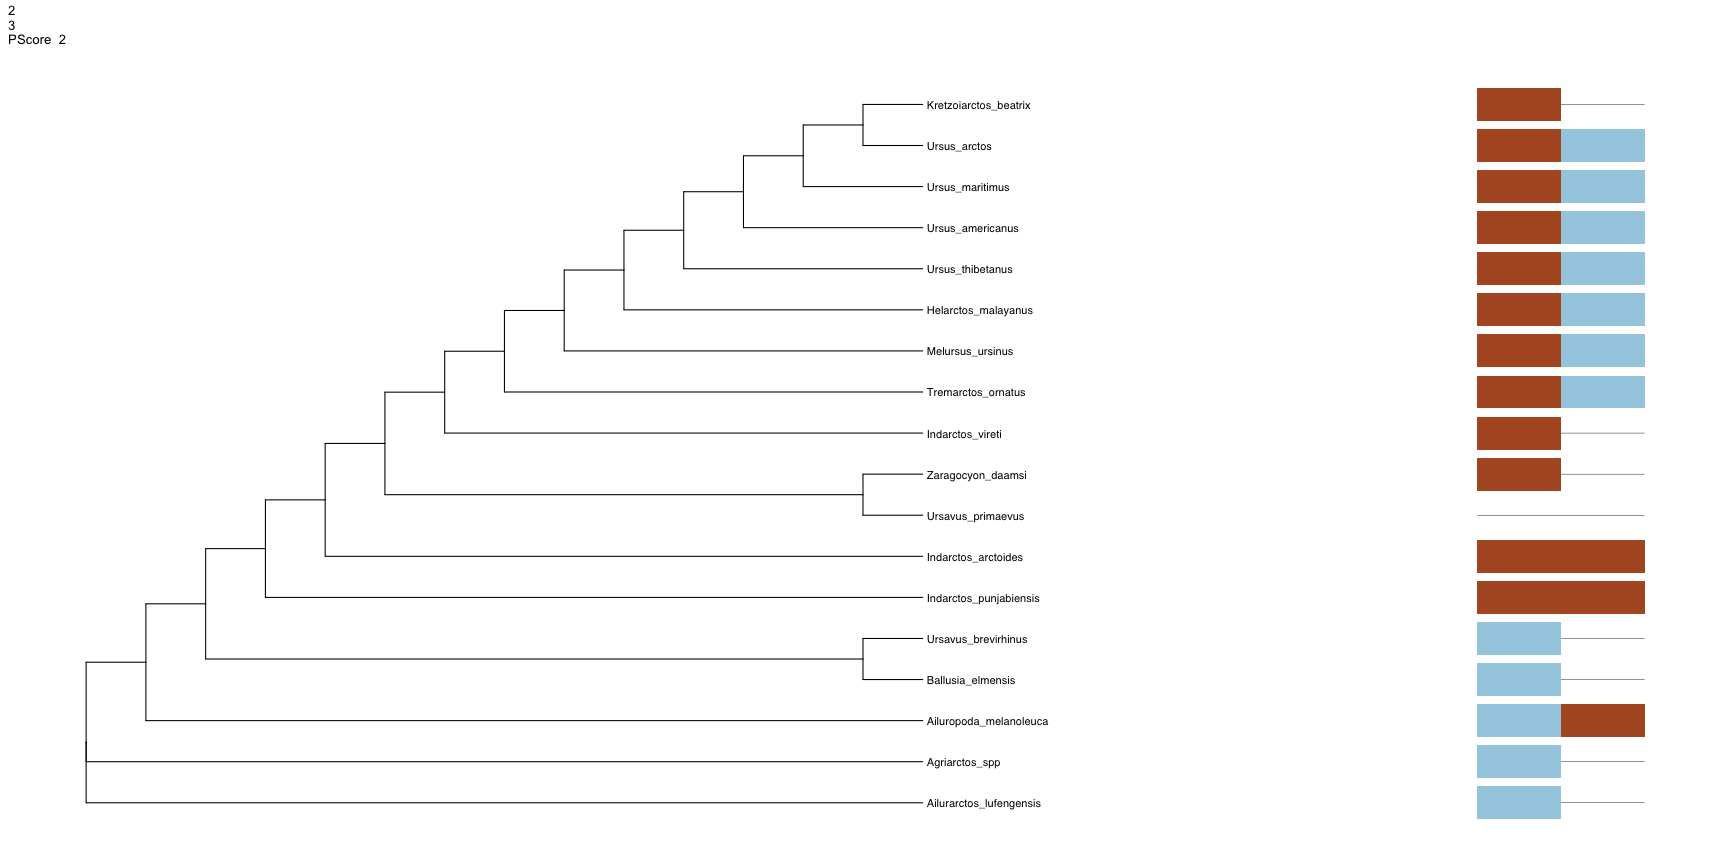 2
3
PScore 2
Kretzoiarctos_beatrix
Ursus_arctos
Ursus_maritimus
Ursus_americanus
Ursus_thibetanus
Helarctos_malayanus
Melursus_ursinus
Tremarctos_ornatus
Indarctos_vireti
Zaragocyon_daamsi
Ursavus_primaevus
Indarctos_arctoides
Indarctos_punjabiensis
Ursavus_brevirhinus
Ballusia_elmensis
Ailuropoda_melanoleuca
Agriarctos_spp
Ailurarctos_lufengensis